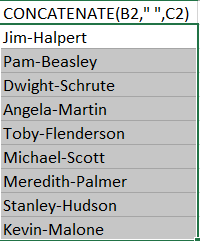 CONCATENATE(B2," ",C2)
Jim-Halpert
Pam-Beasley
Dwight-Schrute
Angela-Martin
Toby-Flenderson
Michael-Scott
Meredith-Palmer
Stanley-Hudson
Kevin-Malone